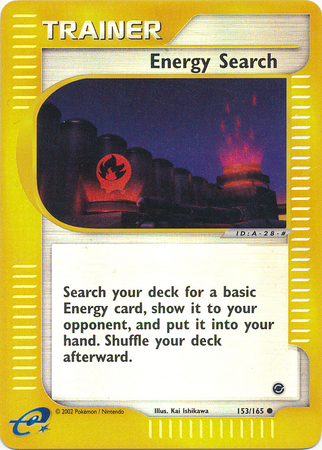 TRAINER
Energy Search
ID:A-28-#
Search your deck for a basic
Energy card, show it to your
opponent, and put it into your
hand. Shuffle your deck
afterward.
e
© 2002 Pokémon / Nintendo Illus. Kai Ishikawa 153/165 ●